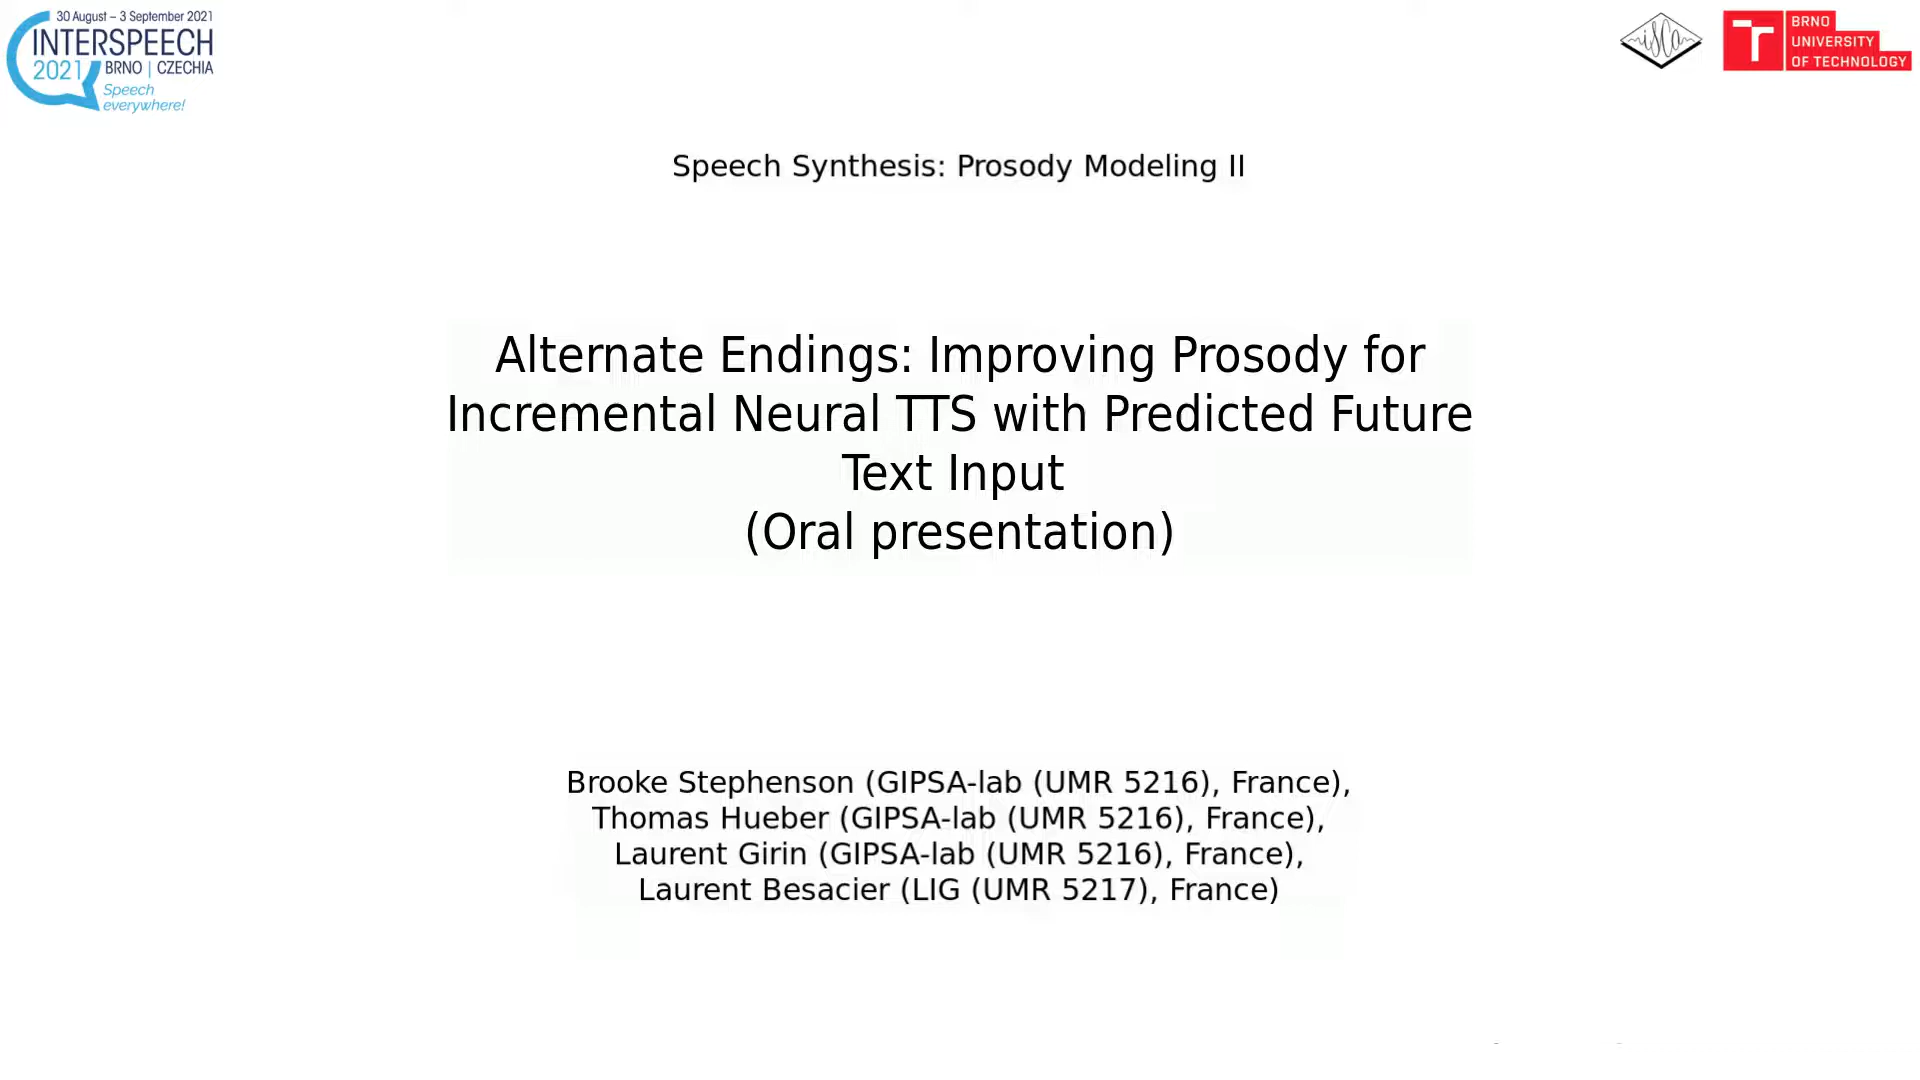 30 August – 3 September 2021
INTERSPEECH
2021 BRNO | CZECHIA
Speech
everywhere!
isca
BRNO
UNIVERSITY
OF TECHNOLOGY
Speech Synthesis: Prosody Modeling II
Alternate Endings: Improving Prosody for
Incremental Neural TTS with Predicted Future
Text Input
(Oral presentation)
Brooke Stephenson (GIPSA-lab (UMR 5216), France),
Thomas Hueber (GIPSA-lab (UMR 5216), France),
Laurent Girin (GIPSA-lab (UMR 5216), France),
Laurent Besacier (LIG (UMR 5217), France)